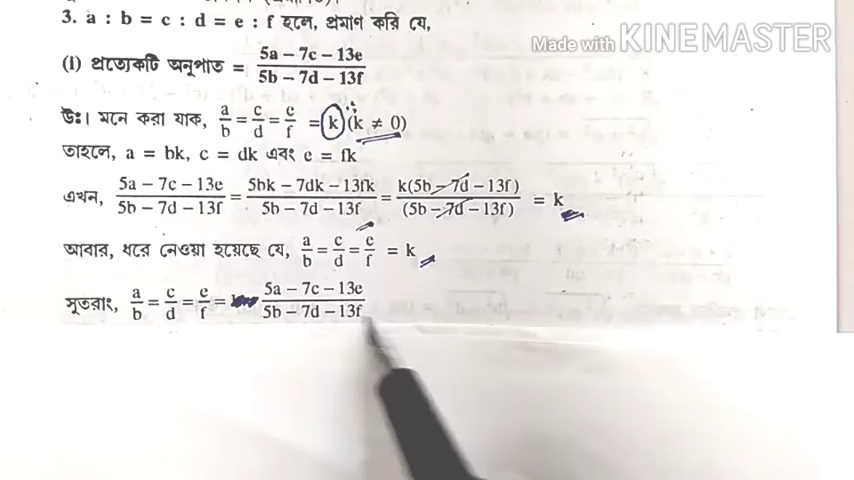 Made with KINEMASTER
3. a : b = c : d = e : f হলে, প্রমাণ করি যে,
(i) প্রত্যেকটি অনুপাত = (5a – 7c – 13e)/(5b – 7d – 13f)
উঃ। মনে করা যাক, a/b = c/d = e/f = k (k ≠ 0)
তাহলে, a = bk, c = dk এবং e = fk
এখন, (5a – 7c – 13e)/(5b – 7d – 13f) = (5bk – 7dk – 13fk)/(5b – 7d – 13f) = k(5b – 7d – 13f)/(5b – 7d – 13f) = k
আবার, ধরে নেওয়া হয়েছে যে, a/b = c/d = e/f = k
সুতরাং, a/b = c/d = e/f = (5a – 7c – 13e)/(5b – 7d – 13f)